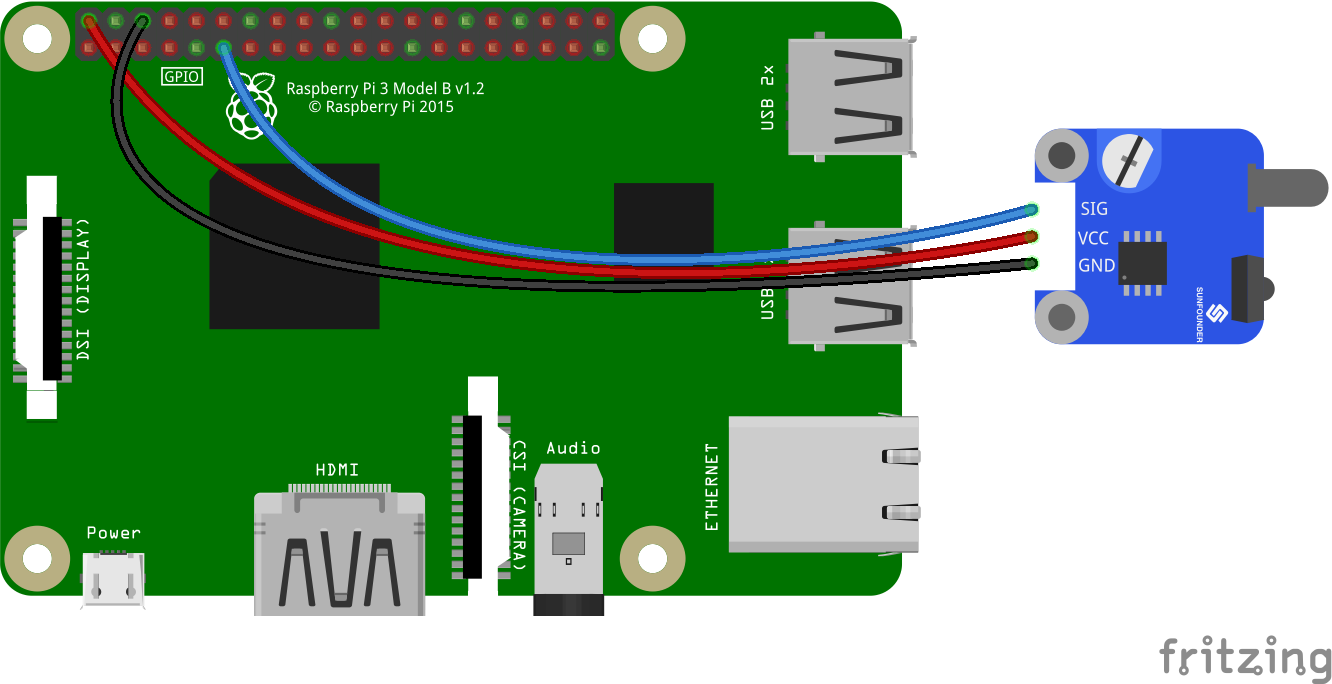 GPIO
Raspberry Pi 3 Model B v1.2
© Raspberry Pi 2015
USB 2x
USB
DSI (DISPLAY)
SIG
VCC
GND
SUNFOUNDER
HDMI
CSI (CAMERA)
Audio
ETHERNET
Power
fritzing